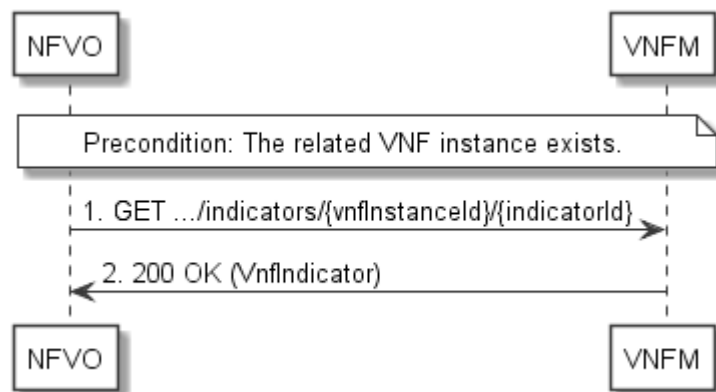 NFVO
VNFM
Precondition: The related VNF instance exists.
1. GET .../indicators/{vnfInstanceId}/{indicatorId}
2. 200 OK (VnfIndicator)
NFVO
VNFM